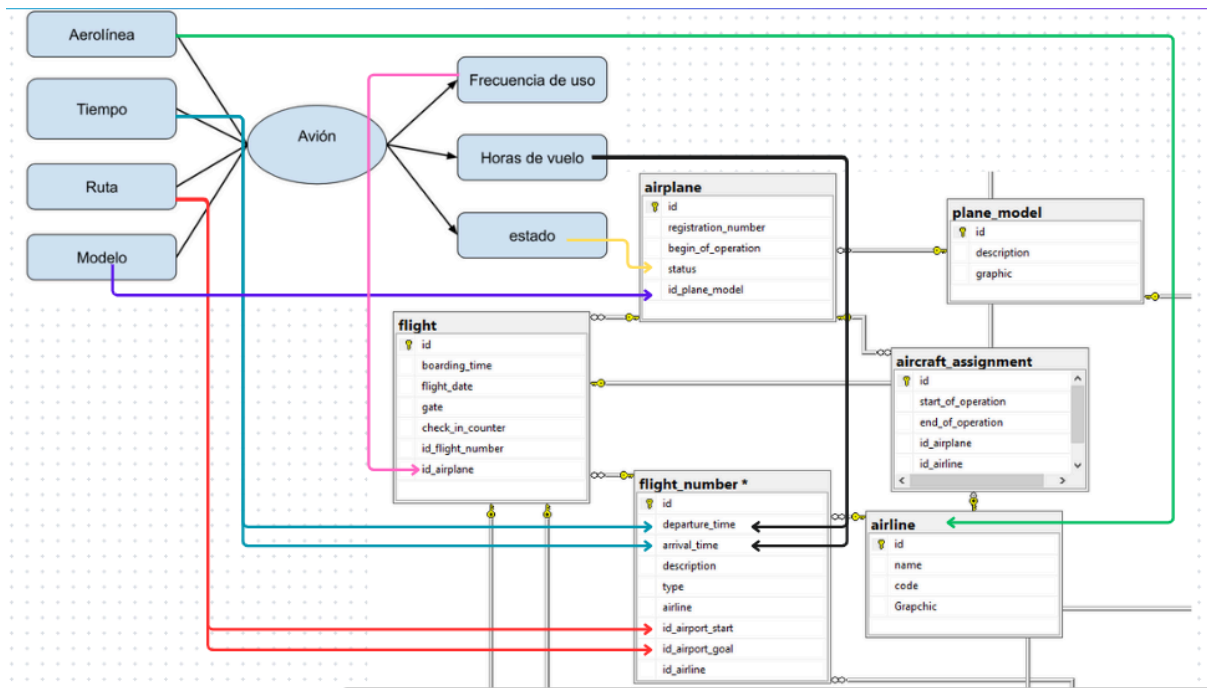 Aerolínea
Tiempo
Ruta
Modelo
Avión
Frecuencia de uso
Horas de vuelo
estado
airplane
id
registration_number
begin_of_operation
status
id_plane_model
plane_model
id
description
graphic
flight
id
boarding_time
flight_date
gate
check_in_counter
id_flight_number
id_airplane
aircraft_assignment
id
start_of_operation
end_of_operation
id_airplane
id_airline
flight_number *
id
departure_time
arrival_time
description
type
airline
id_airport_start
id_airport_goal
id_airline
airline
id
name
code
Grapchic